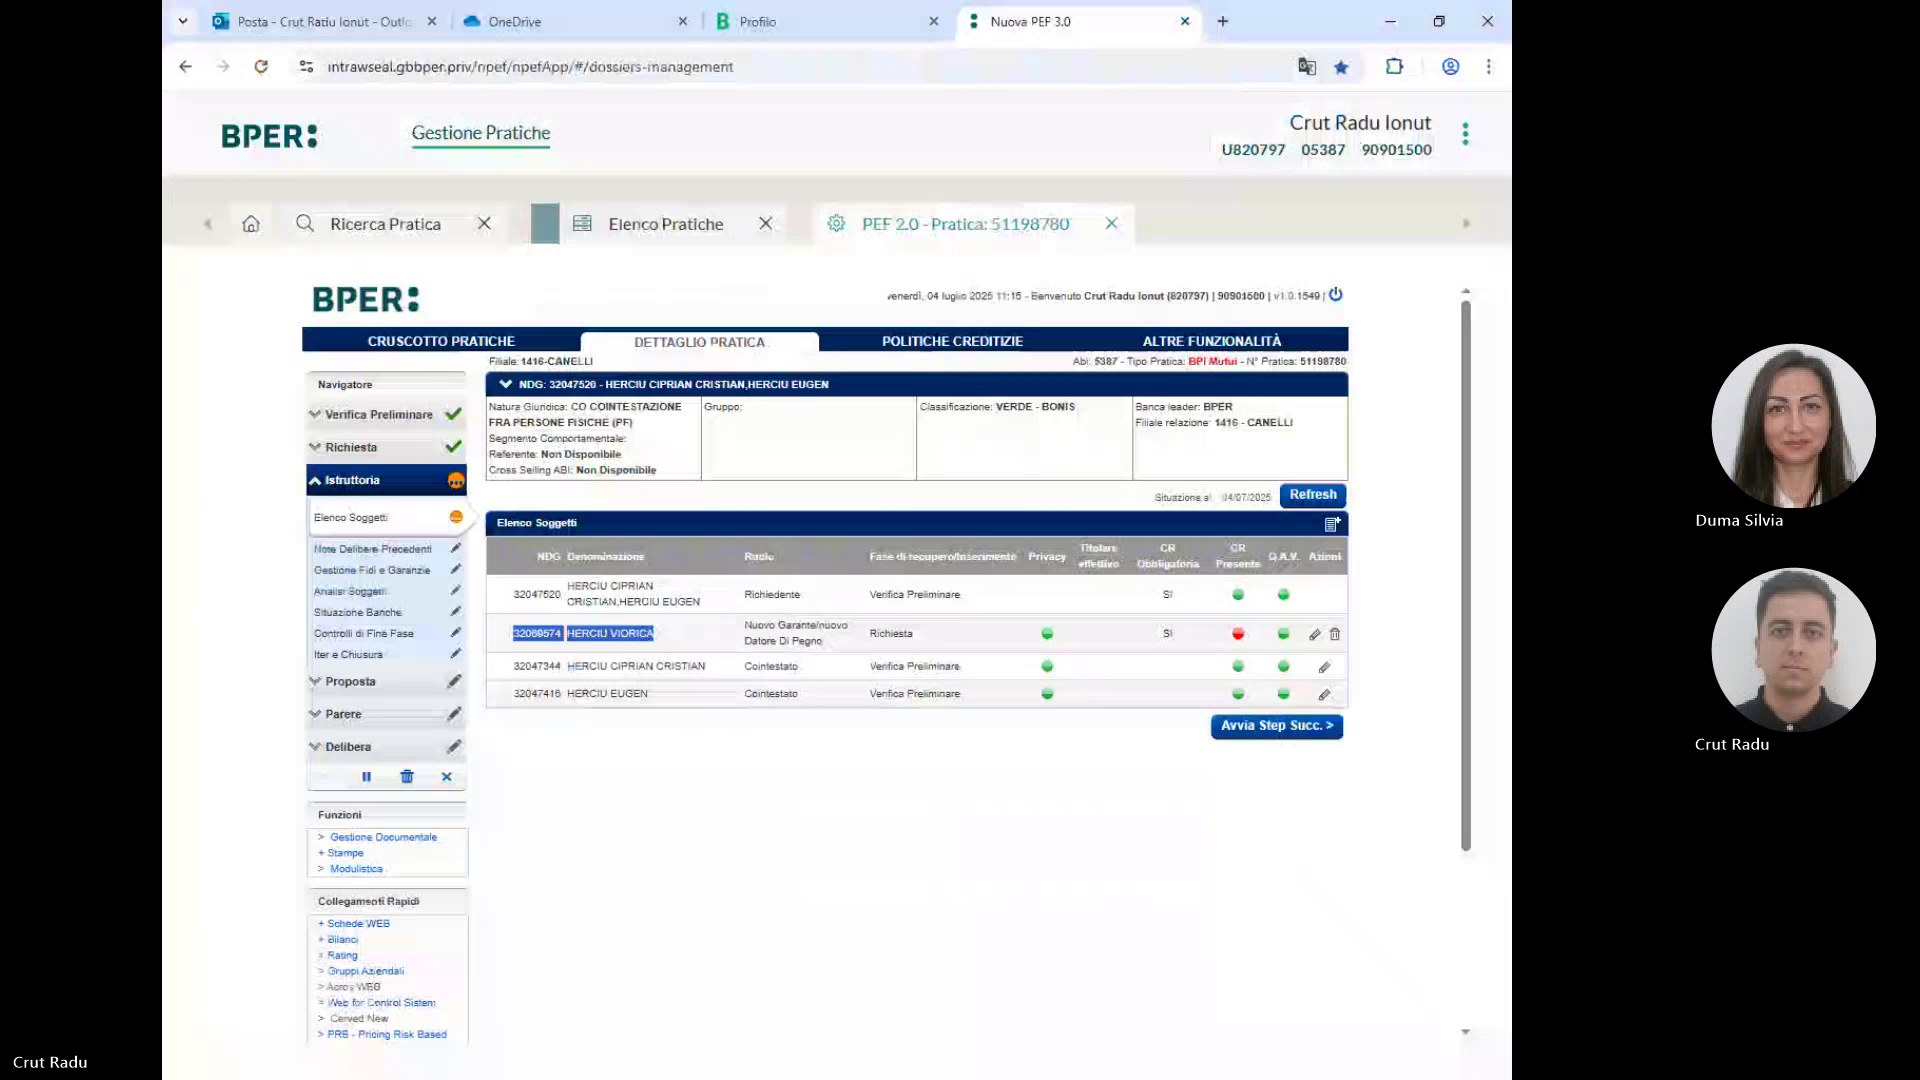 Posta - Crut Radu Ionut - Outlo
OneDrive
Profilo
Nuova PEF 3.0
intrawseal.gbbper.priv/npef/npefApp/#/dossiers-management
BPER:
Gestione Pratiche
Crut Radu Ionut
U820797 05387 90901500
Ricerca Pratica
Elenco Pratiche
PEF 2.0 - Pratica: 51198780
BPER:
venerdì, 04 luglio 2025 11:15 - Benvenuto Crut Radu Ionut (820797) | 90901500 | v1.0.1549 |
CRUSCOTTO PRATICHE
DETTAGLIO PRATICA
POLITICHE CREDITIZIE
ALTRE FUNZIONALITÀ
Filiale: 1416-CANELLI
Abi: 5387 - Tipo Pratica: BPI Mutui - N° Pratica: 51198780
Navigatore
Verifica Preliminare
Richiesta
Istruttoria
Elenco Soggetti
Note Delibere Precedenti
Gestione Fidi e Garanzie
Analisi Soggetti
Situazione Banche
Controlli di Fine Fase
Iter e Chiusura
Proposta
Parere
Delibera
Funzioni
> Gestione Documentale
+ Stampe
> Modulistica
Collegamenti Rapidi
+ Schede WEB
+ Bilanci
Rating
> Gruppi Aziendali
Web for Control Sistem
> Cerved New
> PRB - Pricing Risk Based
NDG: 32047520 - HERCIU CIPRIAN CRISTIAN,HERCIU EUGEN
Natura Giuridica: CO COINTESTAZIONE
FRA PERSONE FISICHE (PF)
Segmento Comportamentale:
Referente: Non Disponibile
Cross Selling ABI: Non Disponibile
Gruppo:
Classificazione: VERDE - BONIS
Banca leader: BPER
Filiale relazione: 1416 - CANELLI
Situazione al 04/07/2025
Refresh
Elenco Soggetti
NDG Denominazione Ruolo Fase di recupero/Inserimento Privacy Titolare effettivo CR Obbligatoria CR Presente Q.A.V. Azioni
32047520 HERCIU CIPRIAN CRISTIAN,HERCIU EUGEN Richiedente Verifica Preliminare SI
32069574 HERCIU VIORICA Nuovo Garante/nuovo Datore Di Pegno Richiesta SI
32047344 HERCIU CIPRIAN CRISTIAN Cointestato Verifica Preliminare
32047416 HERCIU EUGEN Cointestato Verifica Preliminare
Avvia Step Succ. >
Duma Silvia
Crut Radu
Crut Radu